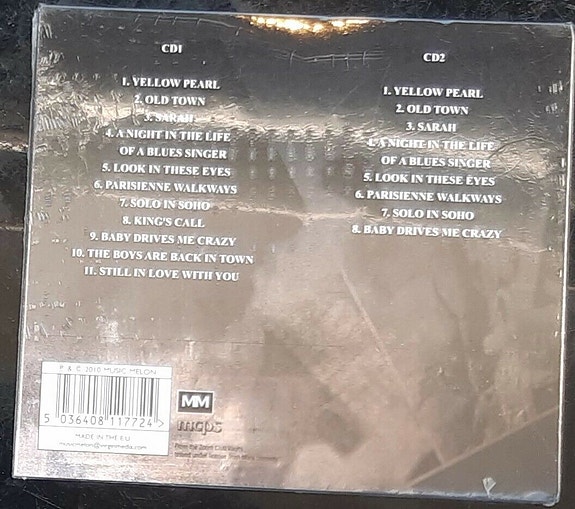 CD1
1. YELLOW PEARL
2. OLD TOWN
3. SARAH
4. A NIGHT IN THE LIFE
OF A BLUES SINGER
5. LOOK IN THESE EYES
6. PARISIENNE WALKWAYS
7. SOLO IN SOHO
8. KING'S CALL
9. BABY DRIVES ME CRAZY
10. THE BOYS ARE BACK IN TOWN
11. STILL IN LOVE WITH YOU
CD2
1. YELLOW PEARL
2. OLD TOWN
3. SARAH
4. A NIGHT IN THE LIFE
OF A BLUES SINGER
5. LOOK IN THESE EYES
6. PARISIENNE WALKWAYS
7. SOLO IN SOHO
8. BABY DRIVES ME CRAZY
P & © 2010 MUSIC MELON
5 036408 117724 >
MADE IN THE EU
MM
mcps
From the